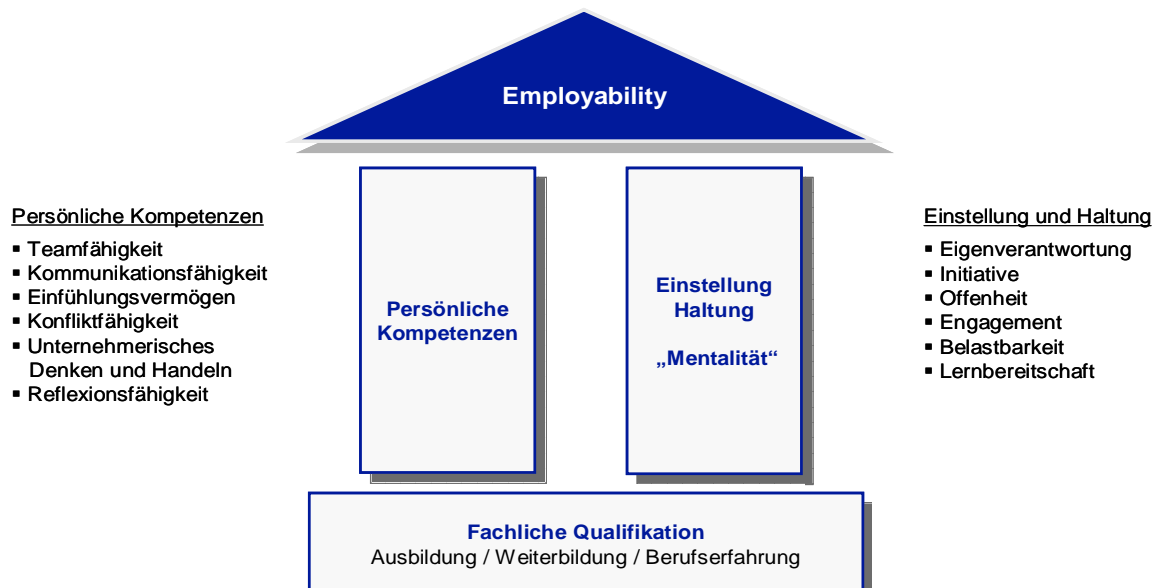 Employability
Persönliche Kompetenzen
▪ Teamfähigkeit
▪ Kommunikationsfähigkeit
▪ Einfühlungsvermögen
▪ Konfliktfähigkeit
▪ Unternehmerisches
Denken und Handeln
▪ Reflexionsfähigkeit
Persönliche
Kompetenzen
Einstellung
Haltung
„Mentalität“
Einstellung und Haltung
▪ Eigenverantwortung
▪ Initiative
▪ Offenheit
▪ Engagement
▪ Belastbarkeit
▪ Lernbereitschaft
Fachliche Qualifikation
Ausbildung / Weiterbildung / Berufserfahrung